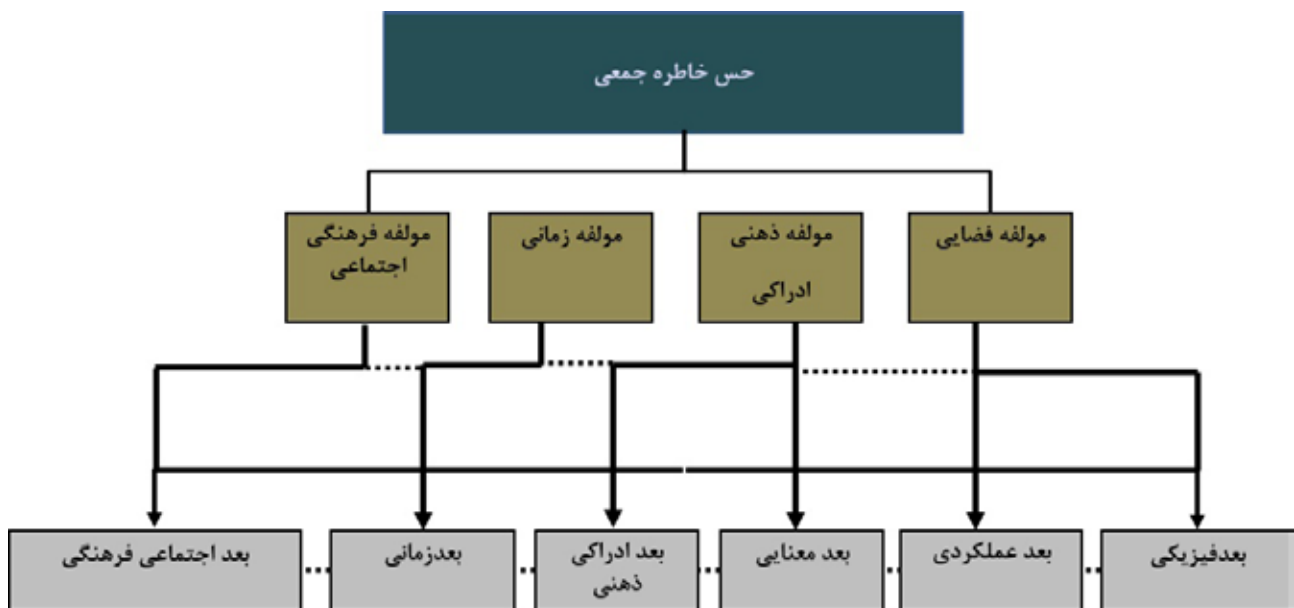 حس خاطره جمعی
مولفه فضایی
مولفه ذهنی
ادراکی
مولفه زمانی
مولفه فرهنگی
اجتماعی
بعدفیزیکی
بعد عملکردی
بعد معنایی
بعد ادراکی
ذهنی
بعدزمانی
بعد اجتماعی فرهنگی